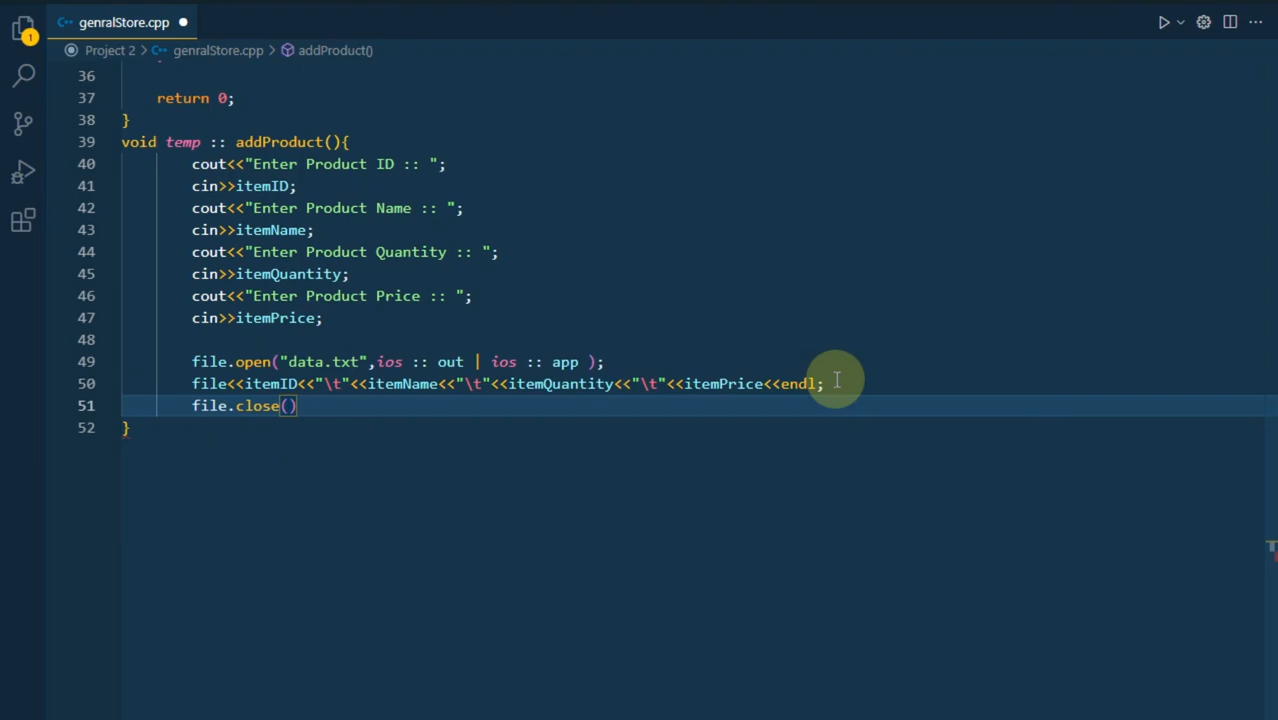 genralStore.cpp
1
Project 2 > genralStore.cpp > addProduct()
36
37 return 0;
38 }
39 void temp :: addProduct(){
40 cout<<"Enter Product ID :: ";
41 cin>>itemID;
42 cout<<"Enter Product Name :: ";
43 cin>>itemName;
44 cout<<"Enter Product Quantity :: ";
45 cin>>itemQuantity;
46 cout<<"Enter Product Price :: ";
47 cin>>itemPrice;
48
49 file.open("data.txt",ios :: out | ios :: app );
50 file<<itemID<<"\t"<<itemName<<"\t"<<itemQuantity<<"\t"<<itemPrice<<endl;
51 file.close()
52 }